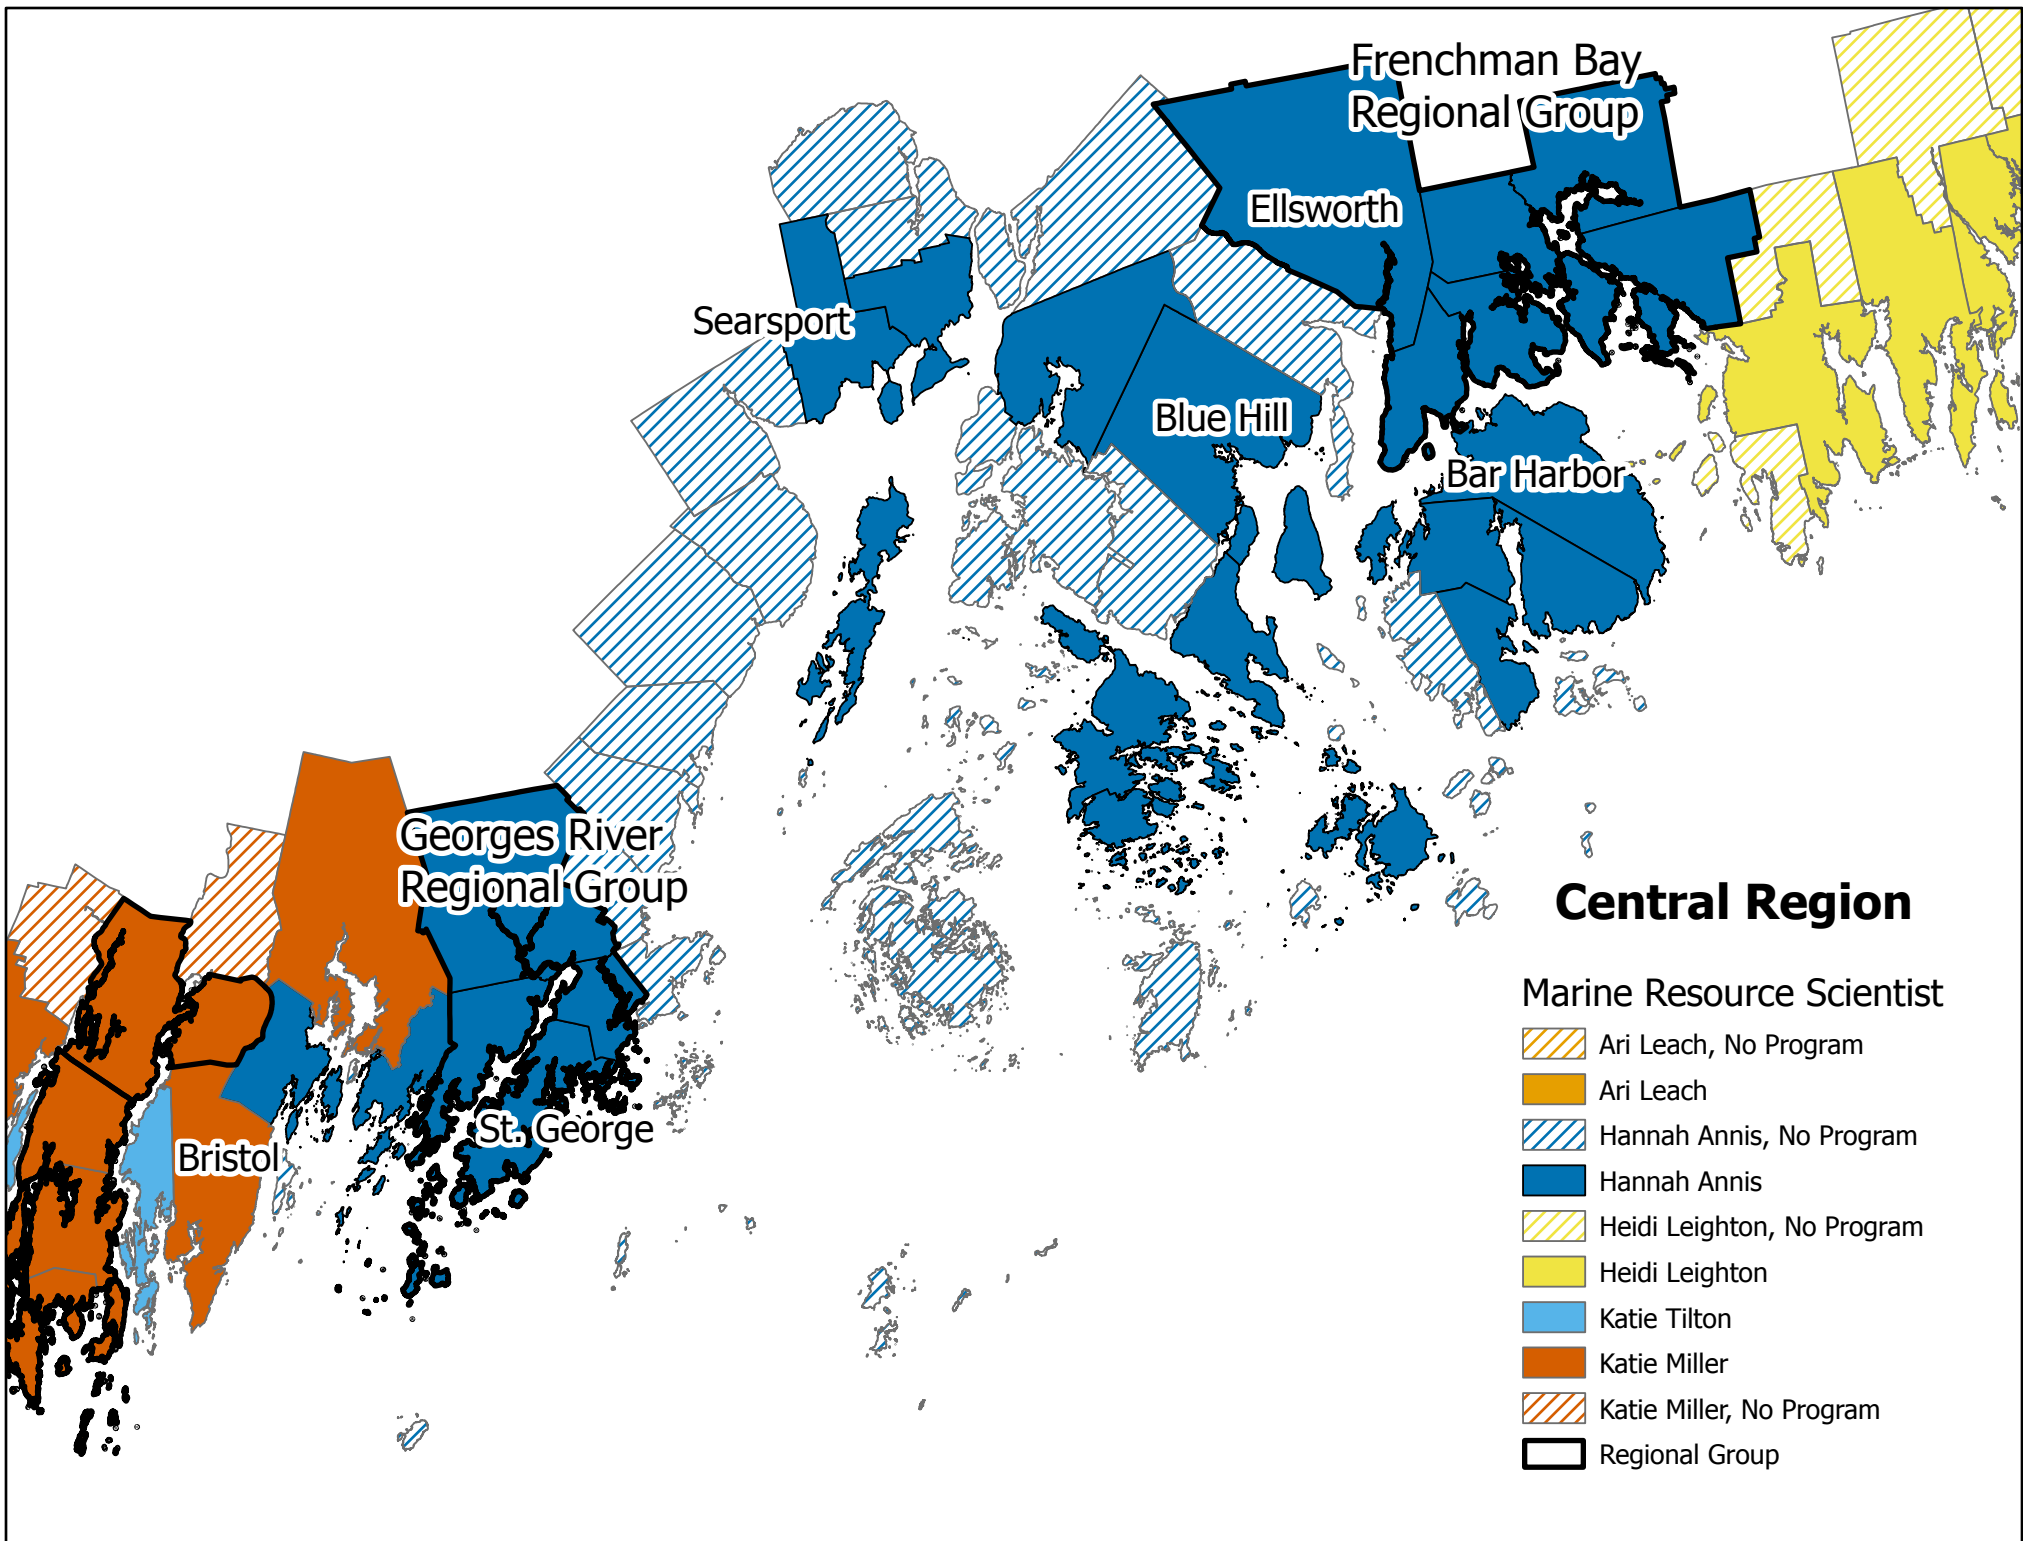 Frenchman Bay
Regional Group
Ellsworth
Searsport
Blue Hill
Bar Harbor
Georges River
Regional Group
St. George
Bristol
Central Region
Marine Resource Scientist
Ari Leach, No Program
Ari Leach
Hannah Annis, No Program
Hannah Annis
Heidi Leighton, No Program
Heidi Leighton
Katie Tilton
Katie Miller
Katie Miller, No Program
Regional Group